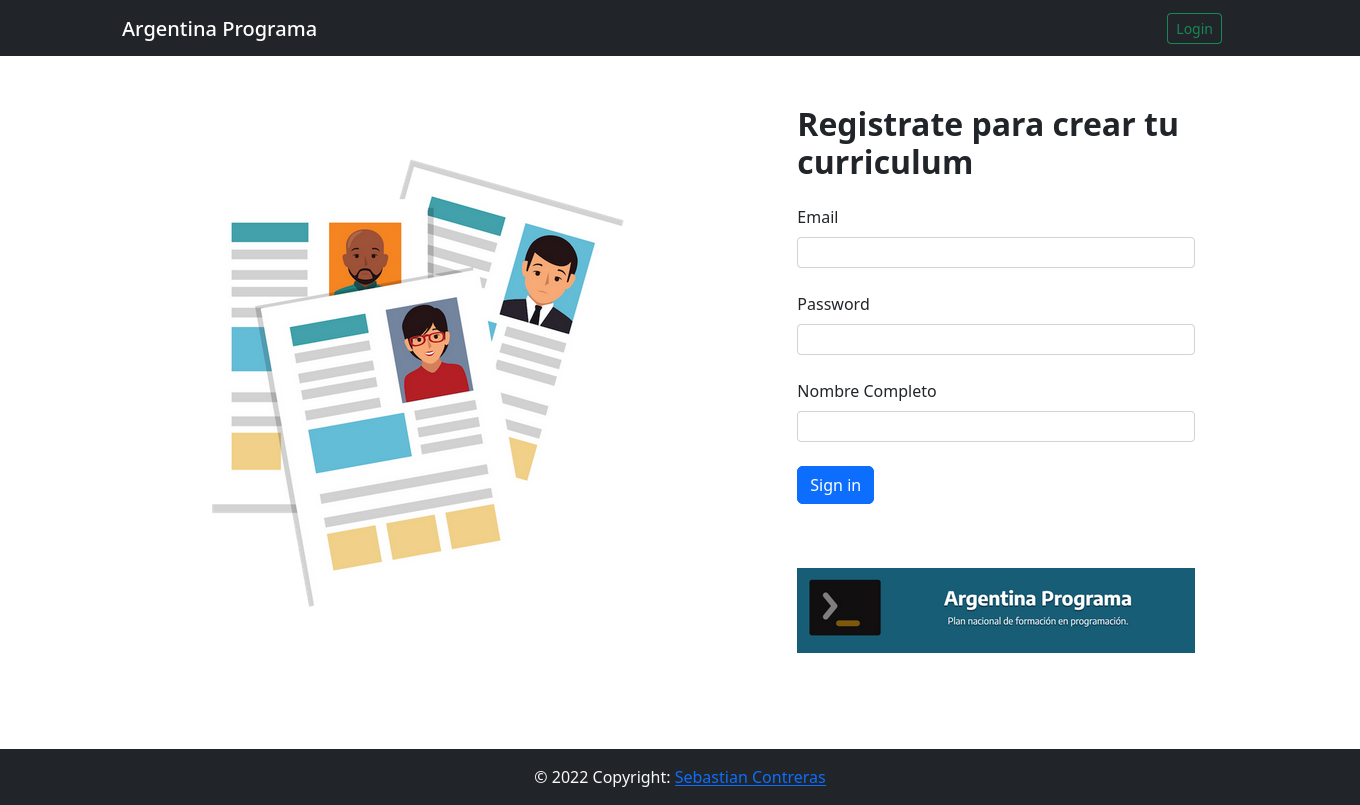 Argentina Programa
Login
Registrate para crear tu
curriculum
Email
Password
Nombre Completo
Sign in
Argentina Programa
Plan nacional de formación en programación.
© 2022 Copyright: Sebastian Contreras